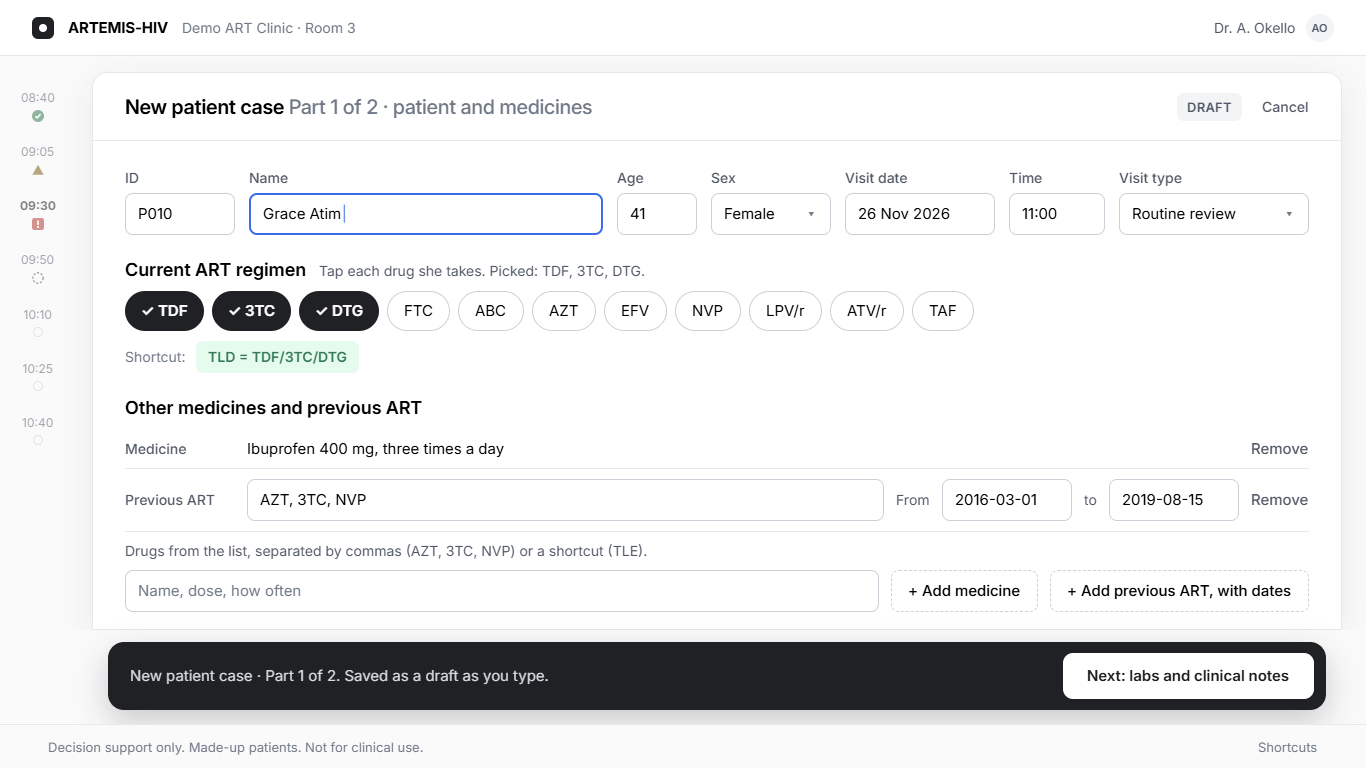 ARTEMIS-HIV Demo ART Clinic · Room 3 Dr. A. Okello AO
08:40
09:05
09:30
09:50
10:10
10:25
10:40
New patient case Part 1 of 2 · patient and medicines DRAFT Cancel
ID Name Age Sex Visit date Time Visit type
P010 Grace Atim 41 Female 26 Nov 2026 11:00 Routine review
Current ART regimen Tap each drug she takes. Picked: TDF, 3TC, DTG.
✓ TDF ✓ 3TC ✓ DTG FTC ABC AZT EFV NVP LPV/r ATV/r TAF
Shortcut: TLD = TDF/3TC/DTG
Other medicines and previous ART
Medicine Ibuprofen 400 mg, three times a day Remove
Previous ART AZT, 3TC, NVP From 2016-03-01 to 2019-08-15 Remove
Drugs from the list, separated by commas (AZT, 3TC, NVP) or a shortcut (TLE).
Name, dose, how often + Add medicine + Add previous ART, with dates
New patient case · Part 1 of 2. Saved as a draft as you type. Next: labs and clinical notes
Decision support only. Made-up patients. Not for clinical use. Shortcuts